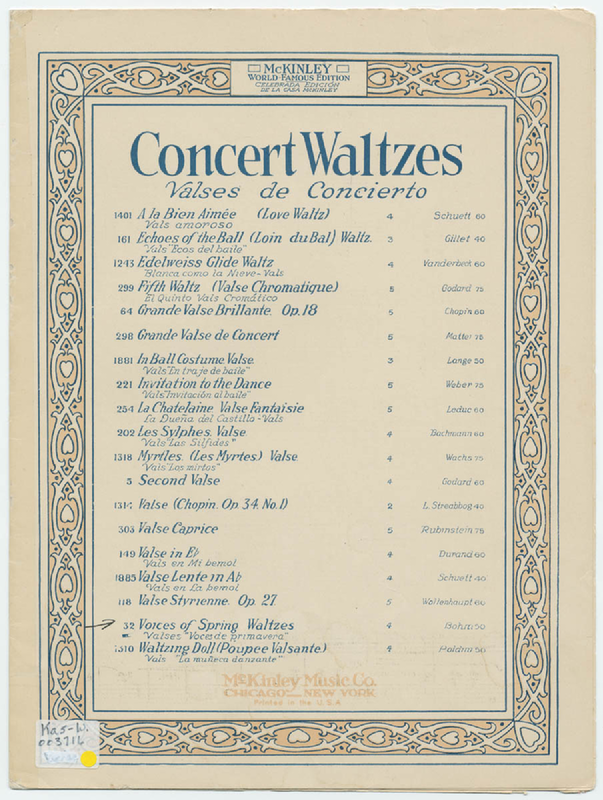 McKINLEY
WORLD-FAMOUS EDITION
CELEBRADA EDICIÓN
DE LA CASA McKINLEY
Concert Waltzes
Valses de Concierto
1401 A la Bien Aimée (Love Waltz) 4 Schuett 60
Vals amoroso
161 Echoes of the Ball (Loin du Bal) Waltz. 3 Gillet 40
Vals "Ecos del baile"
1243 Edelweiss Glide Waltz 4 Vanderbeck 60
Blanca como la Nieve-Vals
299 Fifth Waltz (Valse Chromatique) 5 Godard 75
El Quinto Vals Cromático
64 Grande Valse Brillante. Op. 18 5 Chopin 60
298 Grande Valse de Concert 5 Mattei 75
1881 In Ball Costume Valse. 3 Lange 50
Vals "En traje de baile"
221 Invitation to the Dance 5 Weber 75
Vals "Invitación al baile"
254 La Chatelaine. Valse Fantaisie 5 Leduc 60
La Dueña del Castillo-Vals
202 Les Sylphes. Valse 4 Bachmann 60
Vals "Las Sílfides"
1318 Myrtles. (Les Myrtes) Valse 4 Wachs 75
Vals "Los mirtos"
5 Second Valse 4 Godard 60
Valse (Chopin. Op. 34. No. 1) 2 L. Streabbog 40
303 Valse Caprice 5 Rubinstein 75
149 Valse in E♭ 4 Durand 60
Vals en Mi bemol
1885 Valse Lente in A♭ 4 Schuett 40
Vals en La bemol
118 Valse Styrienne. Op. 27. 5 Wollenhaupt 60
32 Voices of Spring Waltzes 4 Bohm 50
Valses "Voces de primavera"
1310 Waltzing Doll (Poupee Valsante) 4 Poldini 50
Vals "La muñeca danzante"
McKinley Music Co.
CHICAGO—NEW YORK
Printed in the U.S.A
Kas-W.
003716